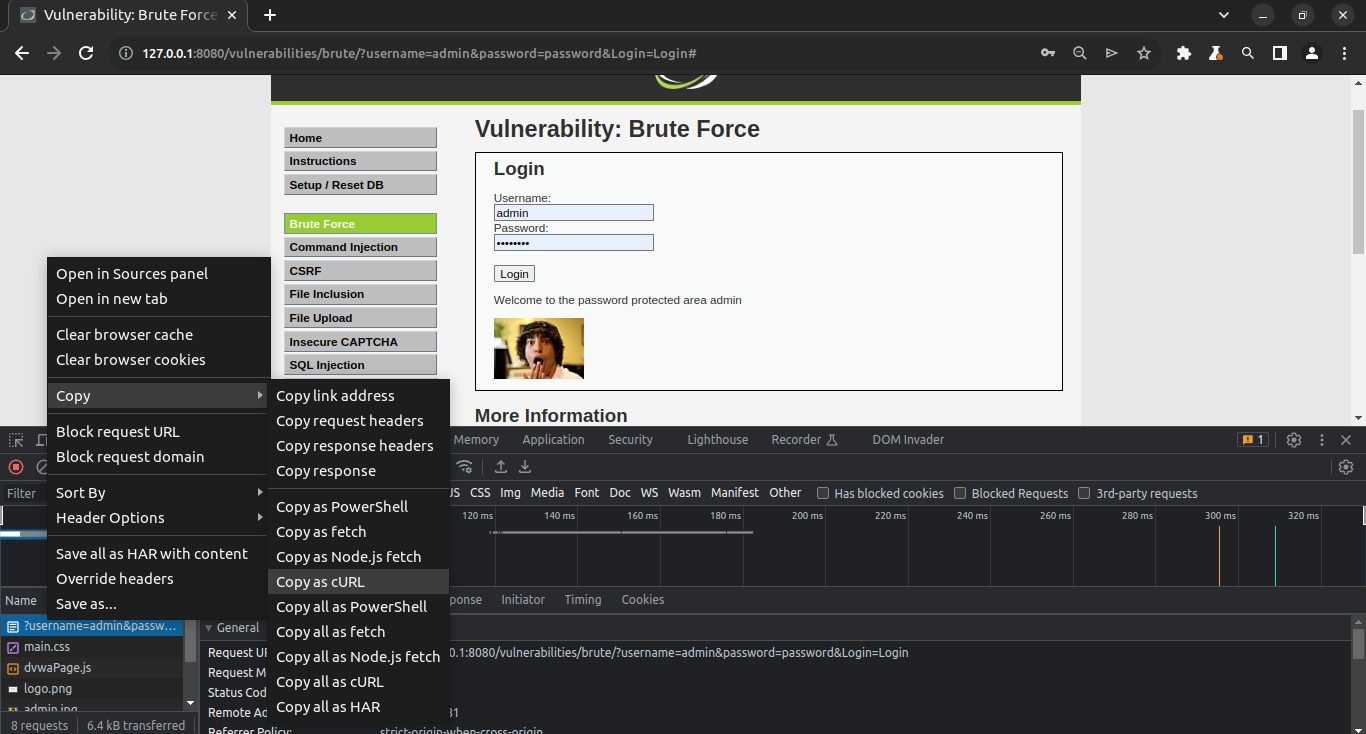 Vulnerability: Brute Force
127.0.0.1:8080/vulnerabilities/brute/?username=admin&password=password&Login=Login#
Home
Instructions
Setup / Reset DB
Brute Force
Command Injection
CSRF
File Inclusion
File Upload
Insecure CAPTCHA
SQL Injection
Vulnerability: Brute Force
Login
Username:
admin
Password:
••••••••
Login
Welcome to the password protected area admin
More Information
Open in Sources panel
Open in new tab
Clear browser cache
Clear browser cookies
Copy
Block request URL
Block request domain
Sort By
Header Options
Save all as HAR with content
Override headers
Save as...
Copy link address
Copy request headers
Copy response headers
Copy response
Copy as PowerShell
Copy as fetch
Copy as Node.js fetch
Copy as cURL
Copy all as PowerShell
Copy all as fetch
Copy all as Node.js fetch
Copy all as cURL
Copy all as HAR
Memory Application Security Lighthouse Recorder DOM Invader 1
Filter JS CSS Img Media Font Doc WS Wasm Manifest Other Has blocked cookies Blocked Requests 3rd-party requests
120 ms 140 ms 160 ms 180 ms 200 ms 220 ms 240 ms 260 ms 280 ms 300 ms 320 ms
Name ponse Initiator Timing Cookies
?username=admin&passw...
main.css
dvwaPage.js
logo.png
admin.jpg
8 requests 6.4 kB transferred
General
Request UR 0.1:8080/vulnerabilities/brute/?username=admin&password=password&Login=Login
Request M
Status Cod
Remote Ad 31
Referrer Policy: strict-origin-when-cross-origin